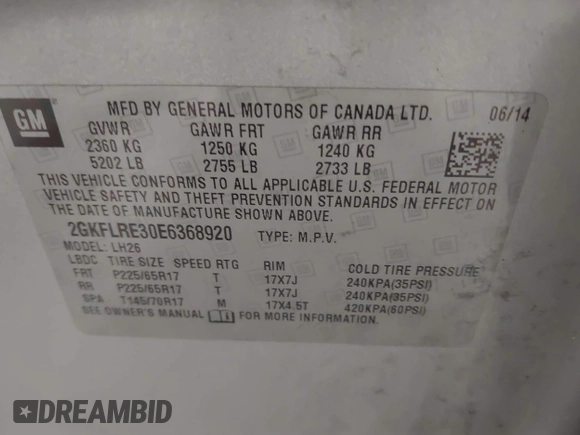 GM
MFD BY GENERAL MOTORS OF CANADA LTD. 06/14
GVWR GAWR FRT GAWR RR
2360 KG 1250 KG 1240 KG
5202 LB 2755 LB 2733 LB
THIS VEHICLE CONFORMS TO ALL APPLICABLE U.S. FEDERAL MOTOR
VEHICLE SAFETY AND THEFT PREVENTION STANDARDS IN EFFECT ON
THE DATE OF MANUFACTURE SHOWN ABOVE.
2GKFLRE30E6368920 TYPE: M.P.V.
MODEL: LH26
LBDC TIRE SIZE SPEED RTG RIM COLD TIRE PRESSURE
FRT P225/65R17 T 17X7J 240KPA(35PSI)
RR P225/65R17 T 17X7J 240KPA(35PSI)
SPA T145/70R17 M 17X4.5T 420KPA(60PSI)
SEE OWNER'S MANUAL FOR MORE INFORMATION.
DREAMBID